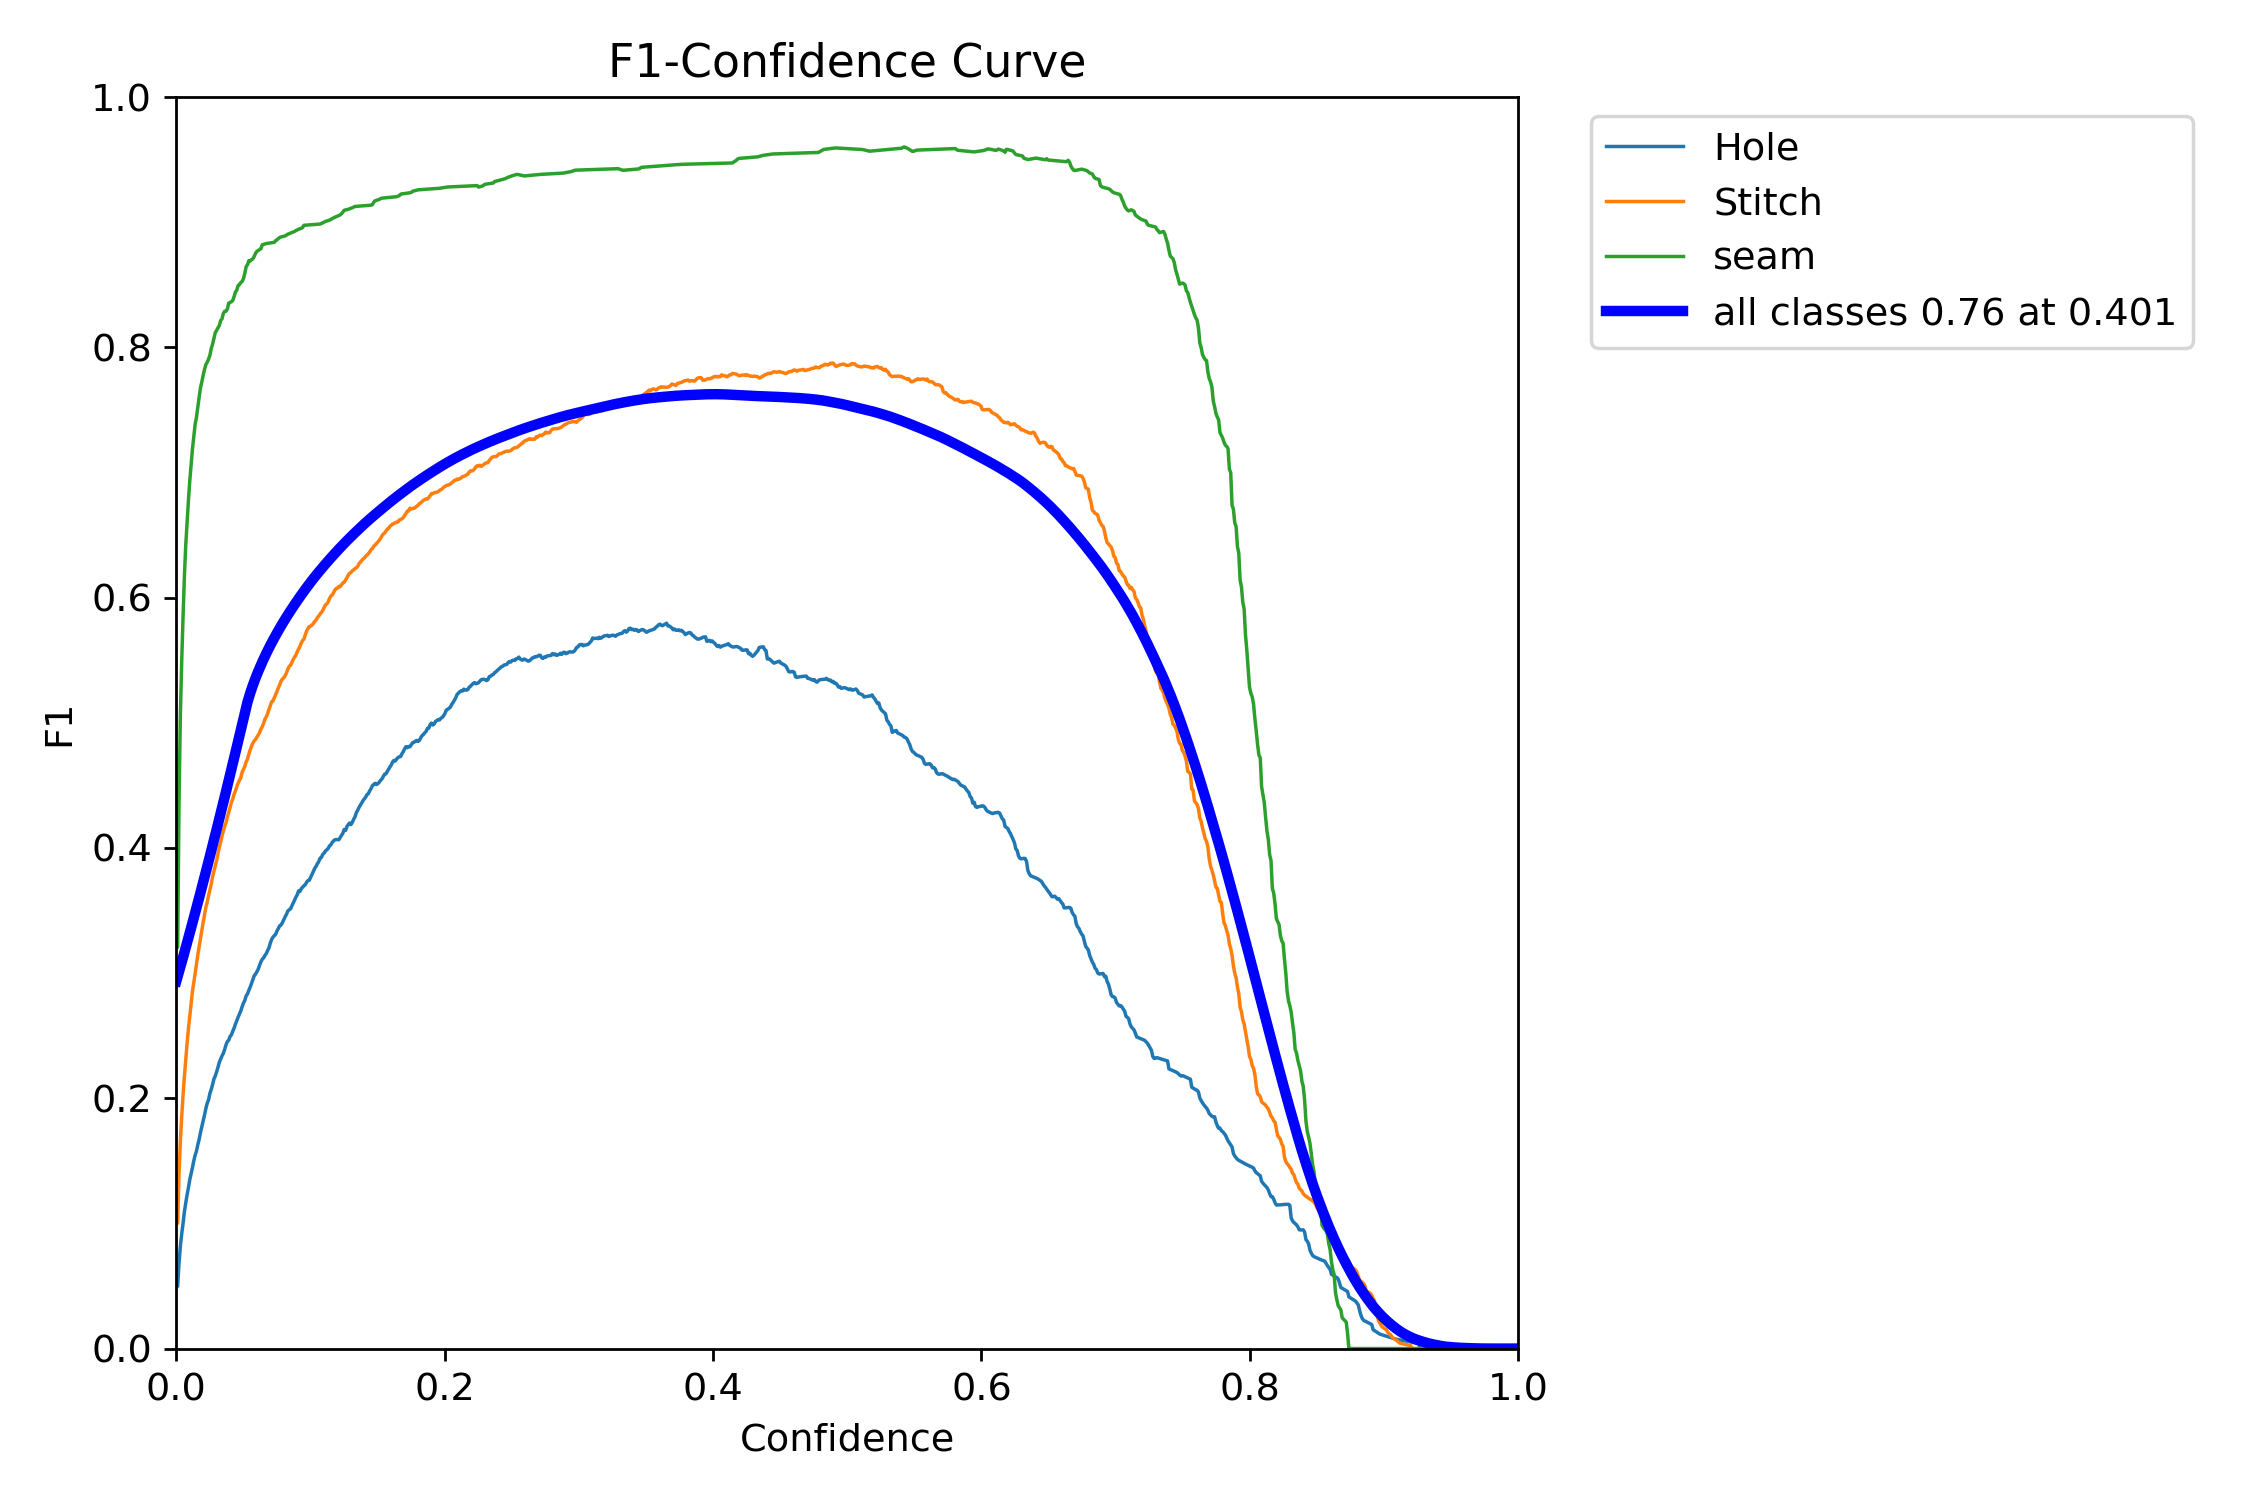 F1-Confidence Curve
1.0
0.8
0.6
0.4
0.2
0.0
F1
0.0 0.2 0.4 0.6 0.8 1.0
Confidence
Hole
Stitch
seam
all classes 0.76 at 0.401